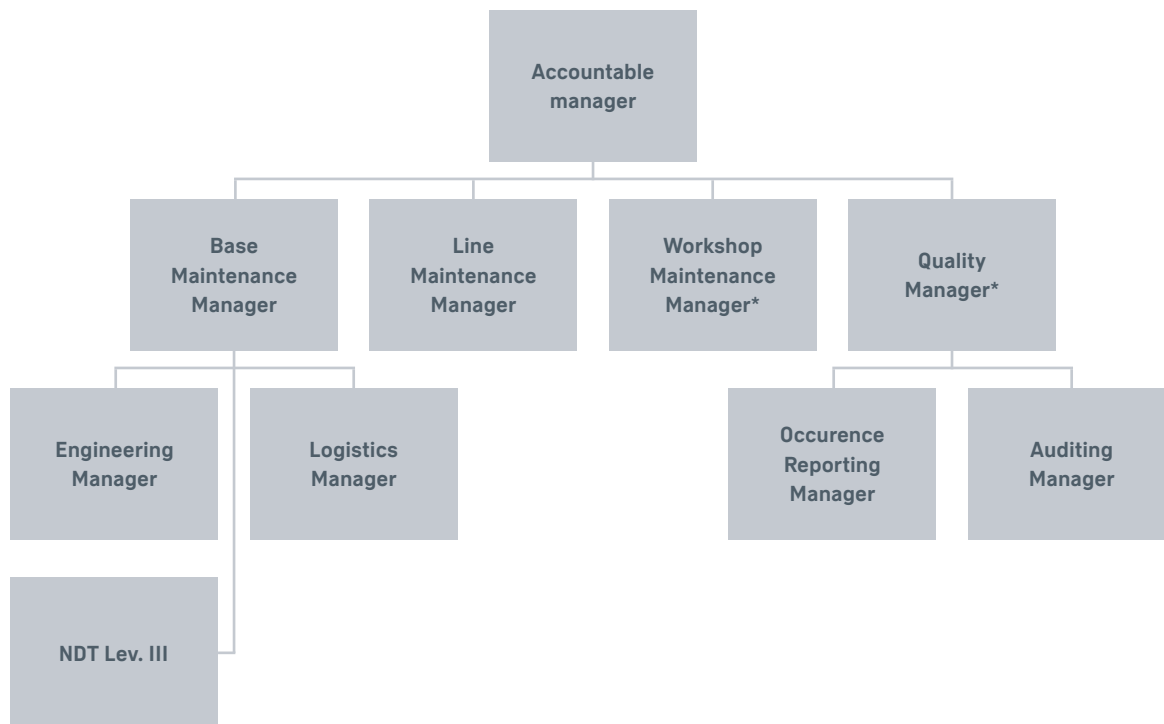 Accountable
manager
Base
Maintenance
Manager
Line
Maintenance
Manager
Workshop
Maintenance
Manager*
Quality
Manager*
Engineering
Manager
Logistics
Manager
Occurence
Reporting
Manager
Auditing
Manager
NDT Lev. III